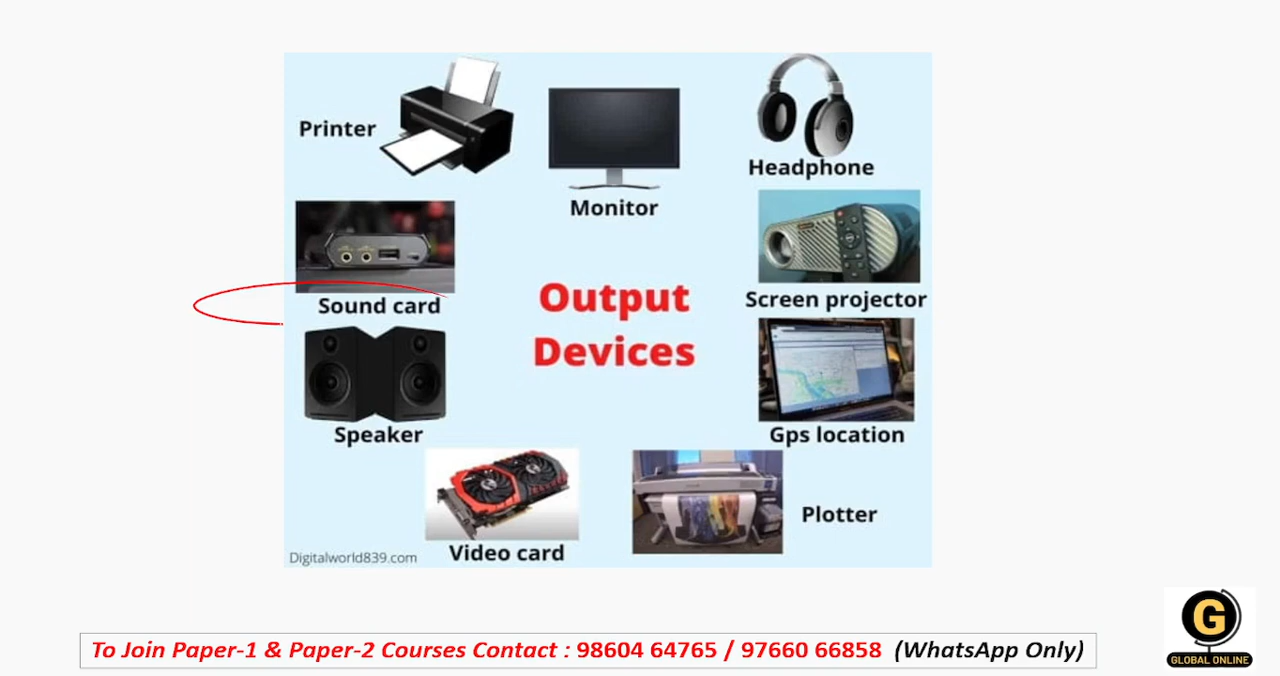 Printer
Monitor
Headphone
Sound card
Screen projector
Output
Devices
Speaker
Gps location
Video card
Plotter
Digitalworld839.com
To Join Paper-1 & Paper-2 Courses Contact : 98604 64765 / 97660 66858 (WhatsApp Only)
G
GLOBAL ONLINE